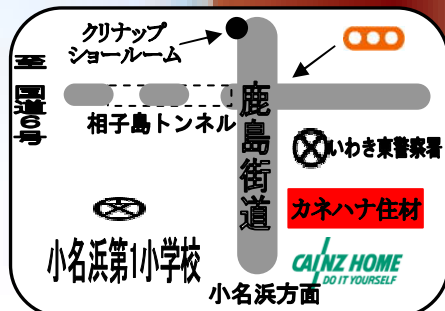 クリナップ
ショールーム
至 国道6号
相子島トンネル
鹿島街道
いわき東警察署
カネハナ住材
小名浜第1小学校
CAINZ HOME
DO IT YOURSELF
小名浜方面